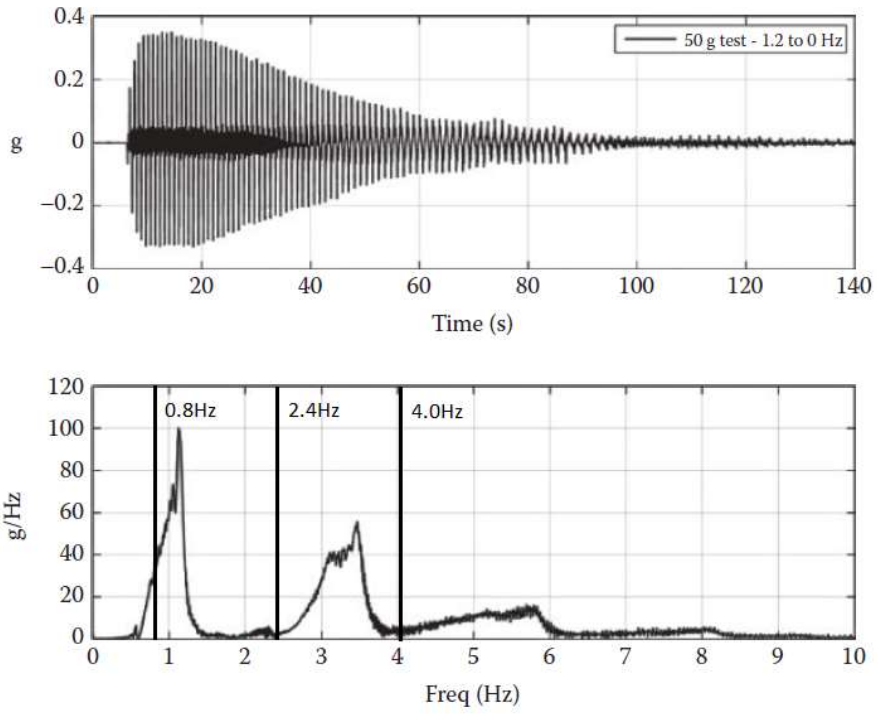 0.4
50 g test - 1.2 to 0 Hz
0.2
g
0
−0.2
−0.4
0 20 40 60 80 100 120 140
Time (s)
120
0.8Hz 2.4Hz 4.0Hz
100
80
g/Hz
60
40
20
0
0 1 2 3 4 5 6 7 8 9 10
Freq (Hz)